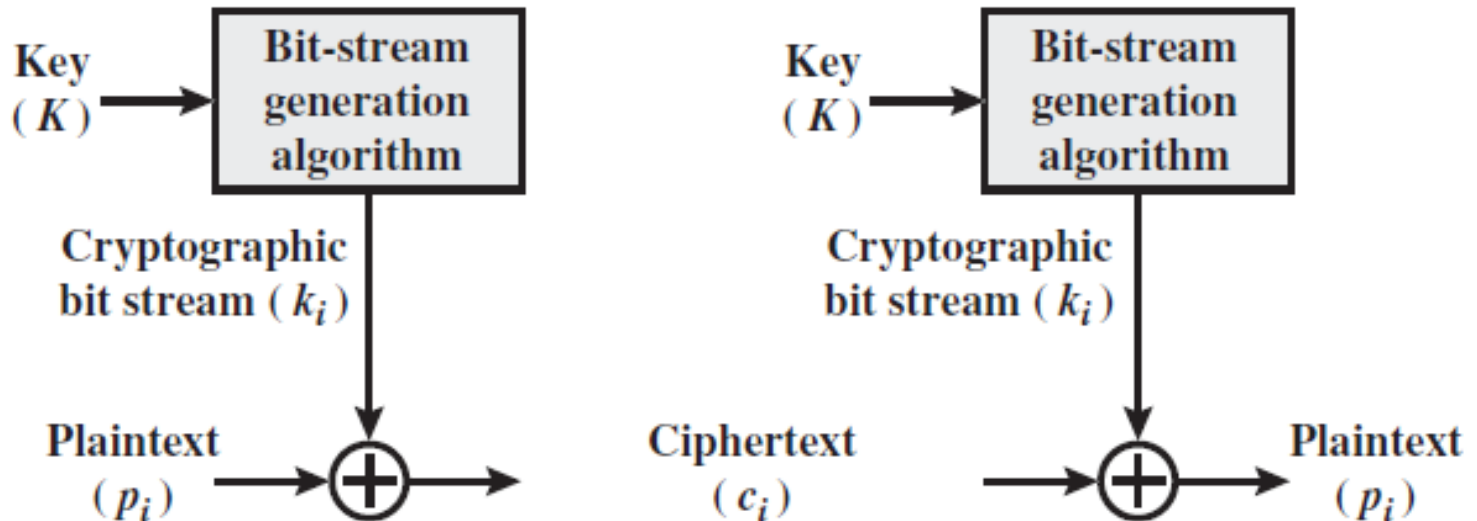 Key
( K )
Bit-stream
generation
algorithm
Cryptographic
bit stream ( kᵢ )
Plaintext
( pᵢ )
Ciphertext
( cᵢ )
Key
( K )
Bit-stream
generation
algorithm
Cryptographic
bit stream ( kᵢ )
Plaintext
( pᵢ )